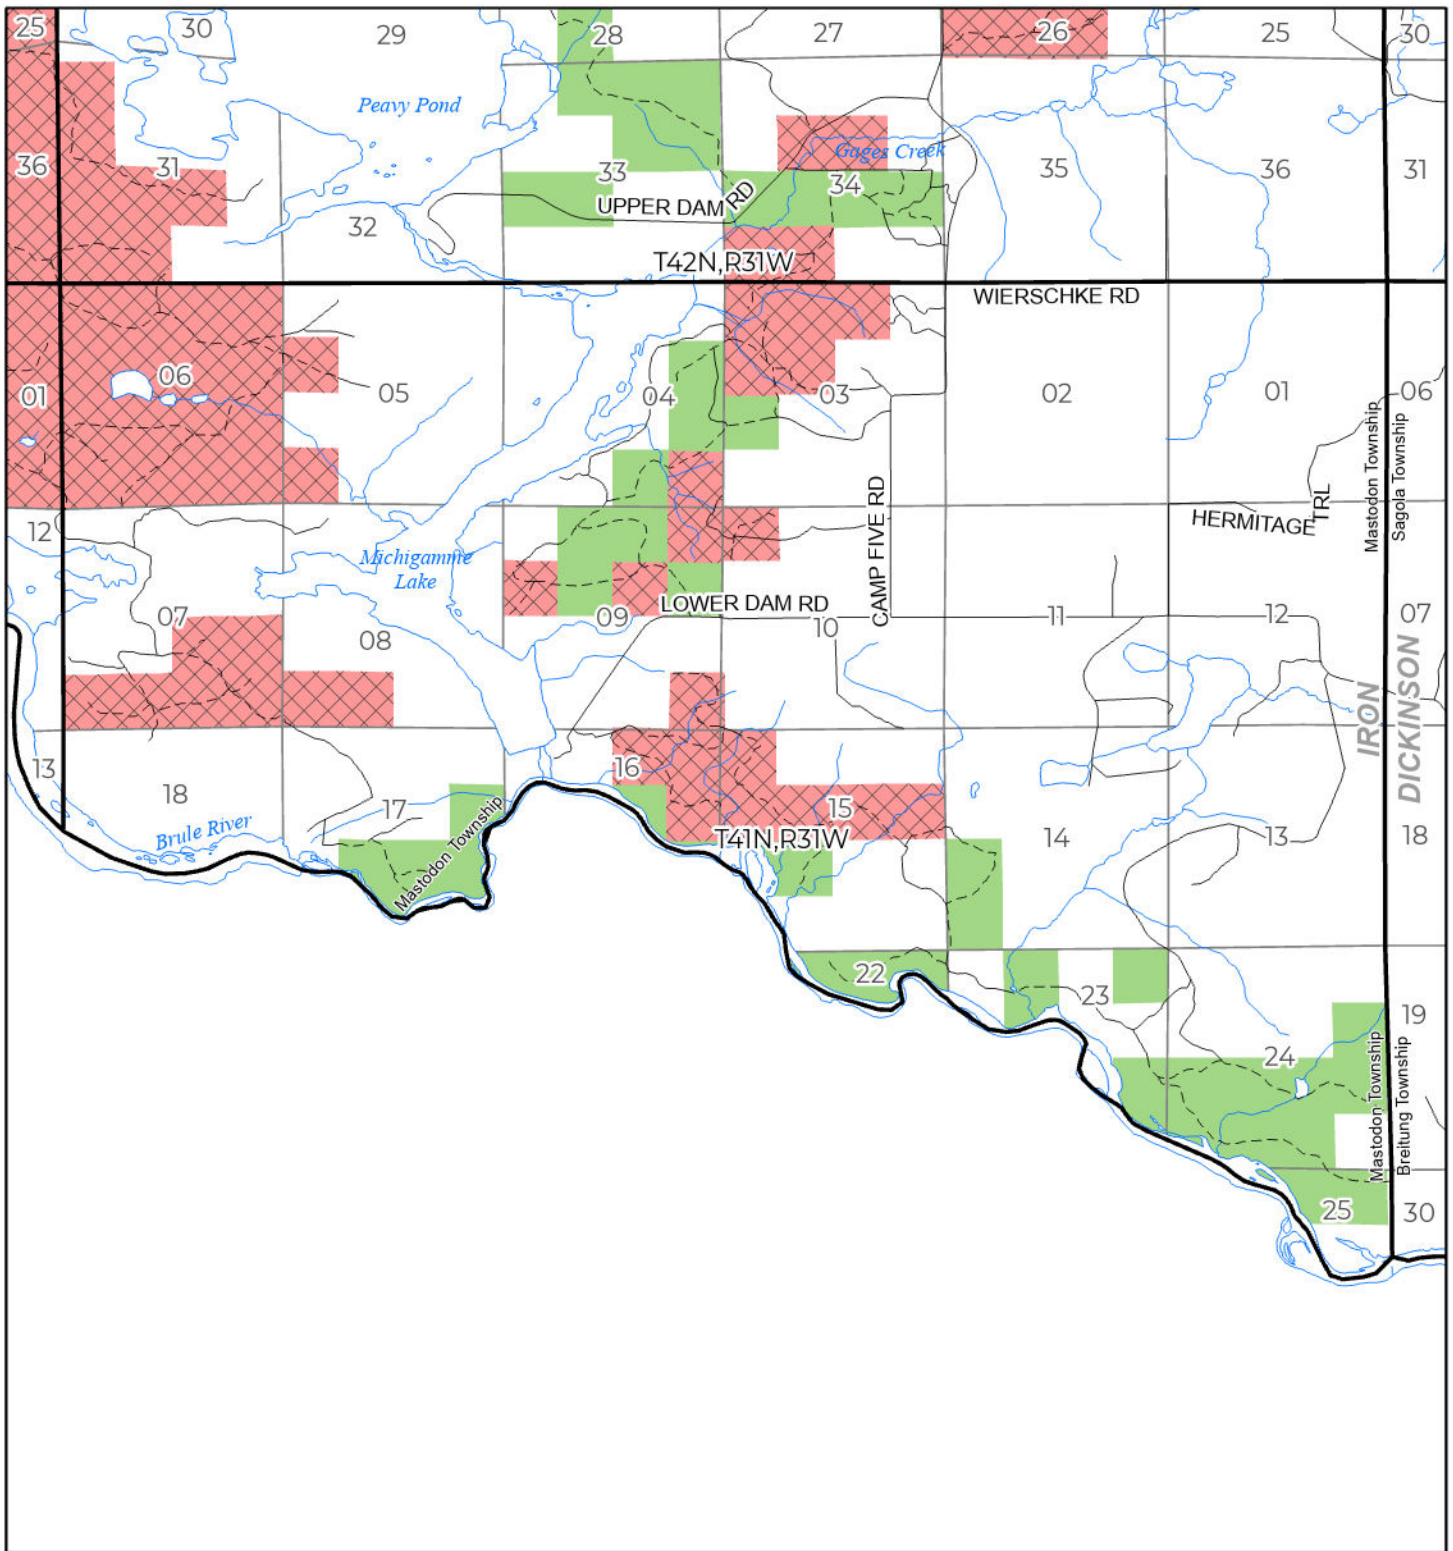 25
30
29
28
27
26
25
30
Peavy Pond
36
31
32
33
Gages Creek
34
35
36
31
UPPER DAM RD
T42N,R31W
WIERSCHKE RD
01
06
05
04
03
02
01
06
Mastodon Township
Sagola Township
12
Michigamme
Lake
CAMP FIVE RD
HERMITAGE TRL
07
08
09
LOWER DAM RD
10
11
12
07
IRON
DICKINSON
13
18
17
16
15
14
13
18
Brule River
Mastodon Township
T41N,R31W
22
23
24
19
Mastodon Township
Breitung Township
25
30